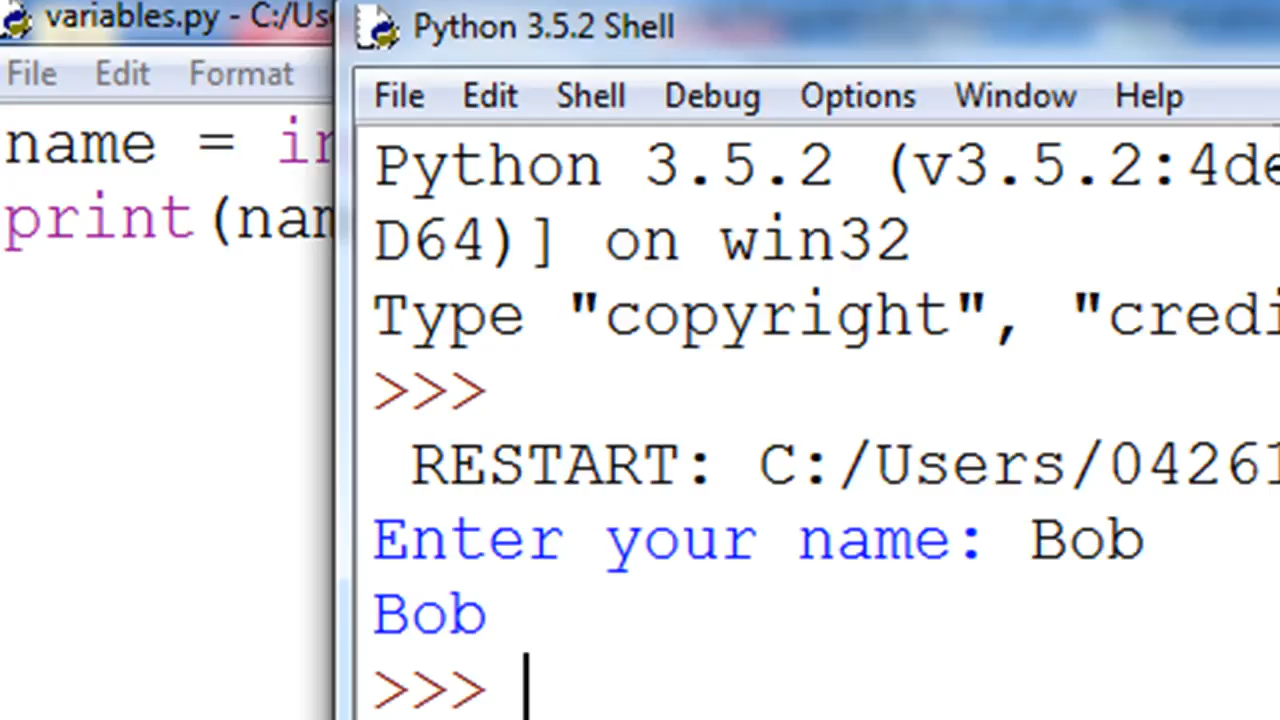 variables.py - C:/Use
File Edit Format
name = in
print(nam
Python 3.5.2 Shell
File Edit Shell Debug Options Window Help
Python 3.5.2 (v3.5.2:4de
D64)] on win32
Type "copyright", "credi
>>>
RESTART: C:/Users/04261
Enter your name: Bob
Bob
>>>